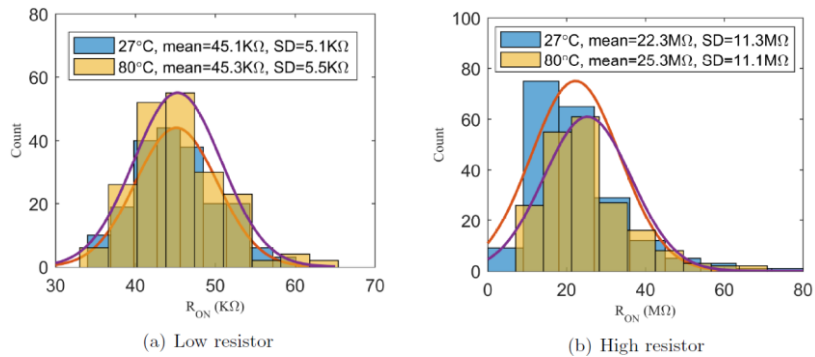 80
60
40
20
0
Count
27°C, mean=45.1KΩ, SD=5.1KΩ
80°C, mean=45.3KΩ, SD=5.5KΩ
30 40 50 60 70
R_ON (KΩ)
(a) Low resistor
100
80
60
40
20
0
Count
27°C, mean=22.3MΩ, SD=11.3MΩ
80°C, mean=25.3MΩ, SD=11.1MΩ
0 20 40 60 80
R_ON (MΩ)
(b) High resistor